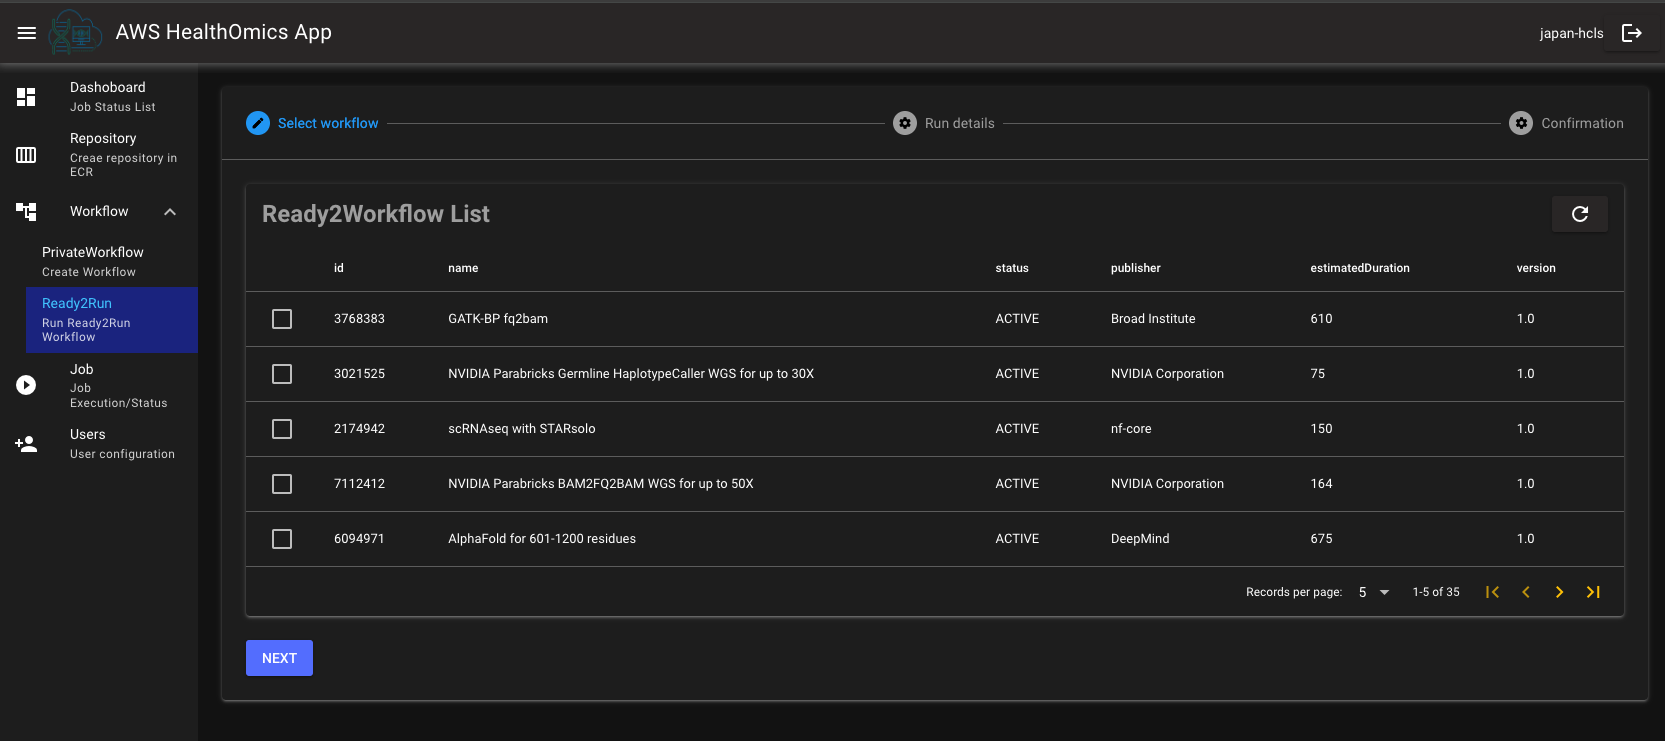 AWS HealthOmics App
japan-hcls
Dashoboard
Job Status List
Repository
Creae repository in
ECR
Workflow
PrivateWorkflow
Create Workflow
Ready2Run
Run Ready2Run
Workflow
Job
Job
Execution/Status
Users
User configuration
Select workflow
Run details
Confirmation
Ready2Workflow List
id name status publisher estimatedDuration version
3768383 GATK-BP fq2bam ACTIVE Broad Institute 610 1.0
3021525 NVIDIA Parabricks Germline HaplotypeCaller WGS for up to 30X ACTIVE NVIDIA Corporation 75 1.0
2174942 scRNAseq with STARsolo ACTIVE nf-core 150 1.0
7112412 NVIDIA Parabricks BAM2FQ2BAM WGS for up to 50X ACTIVE NVIDIA Corporation 164 1.0
6094971 AlphaFold for 601-1200 residues ACTIVE DeepMind 675 1.0
Records per page: 5 1-5 of 35
NEXT